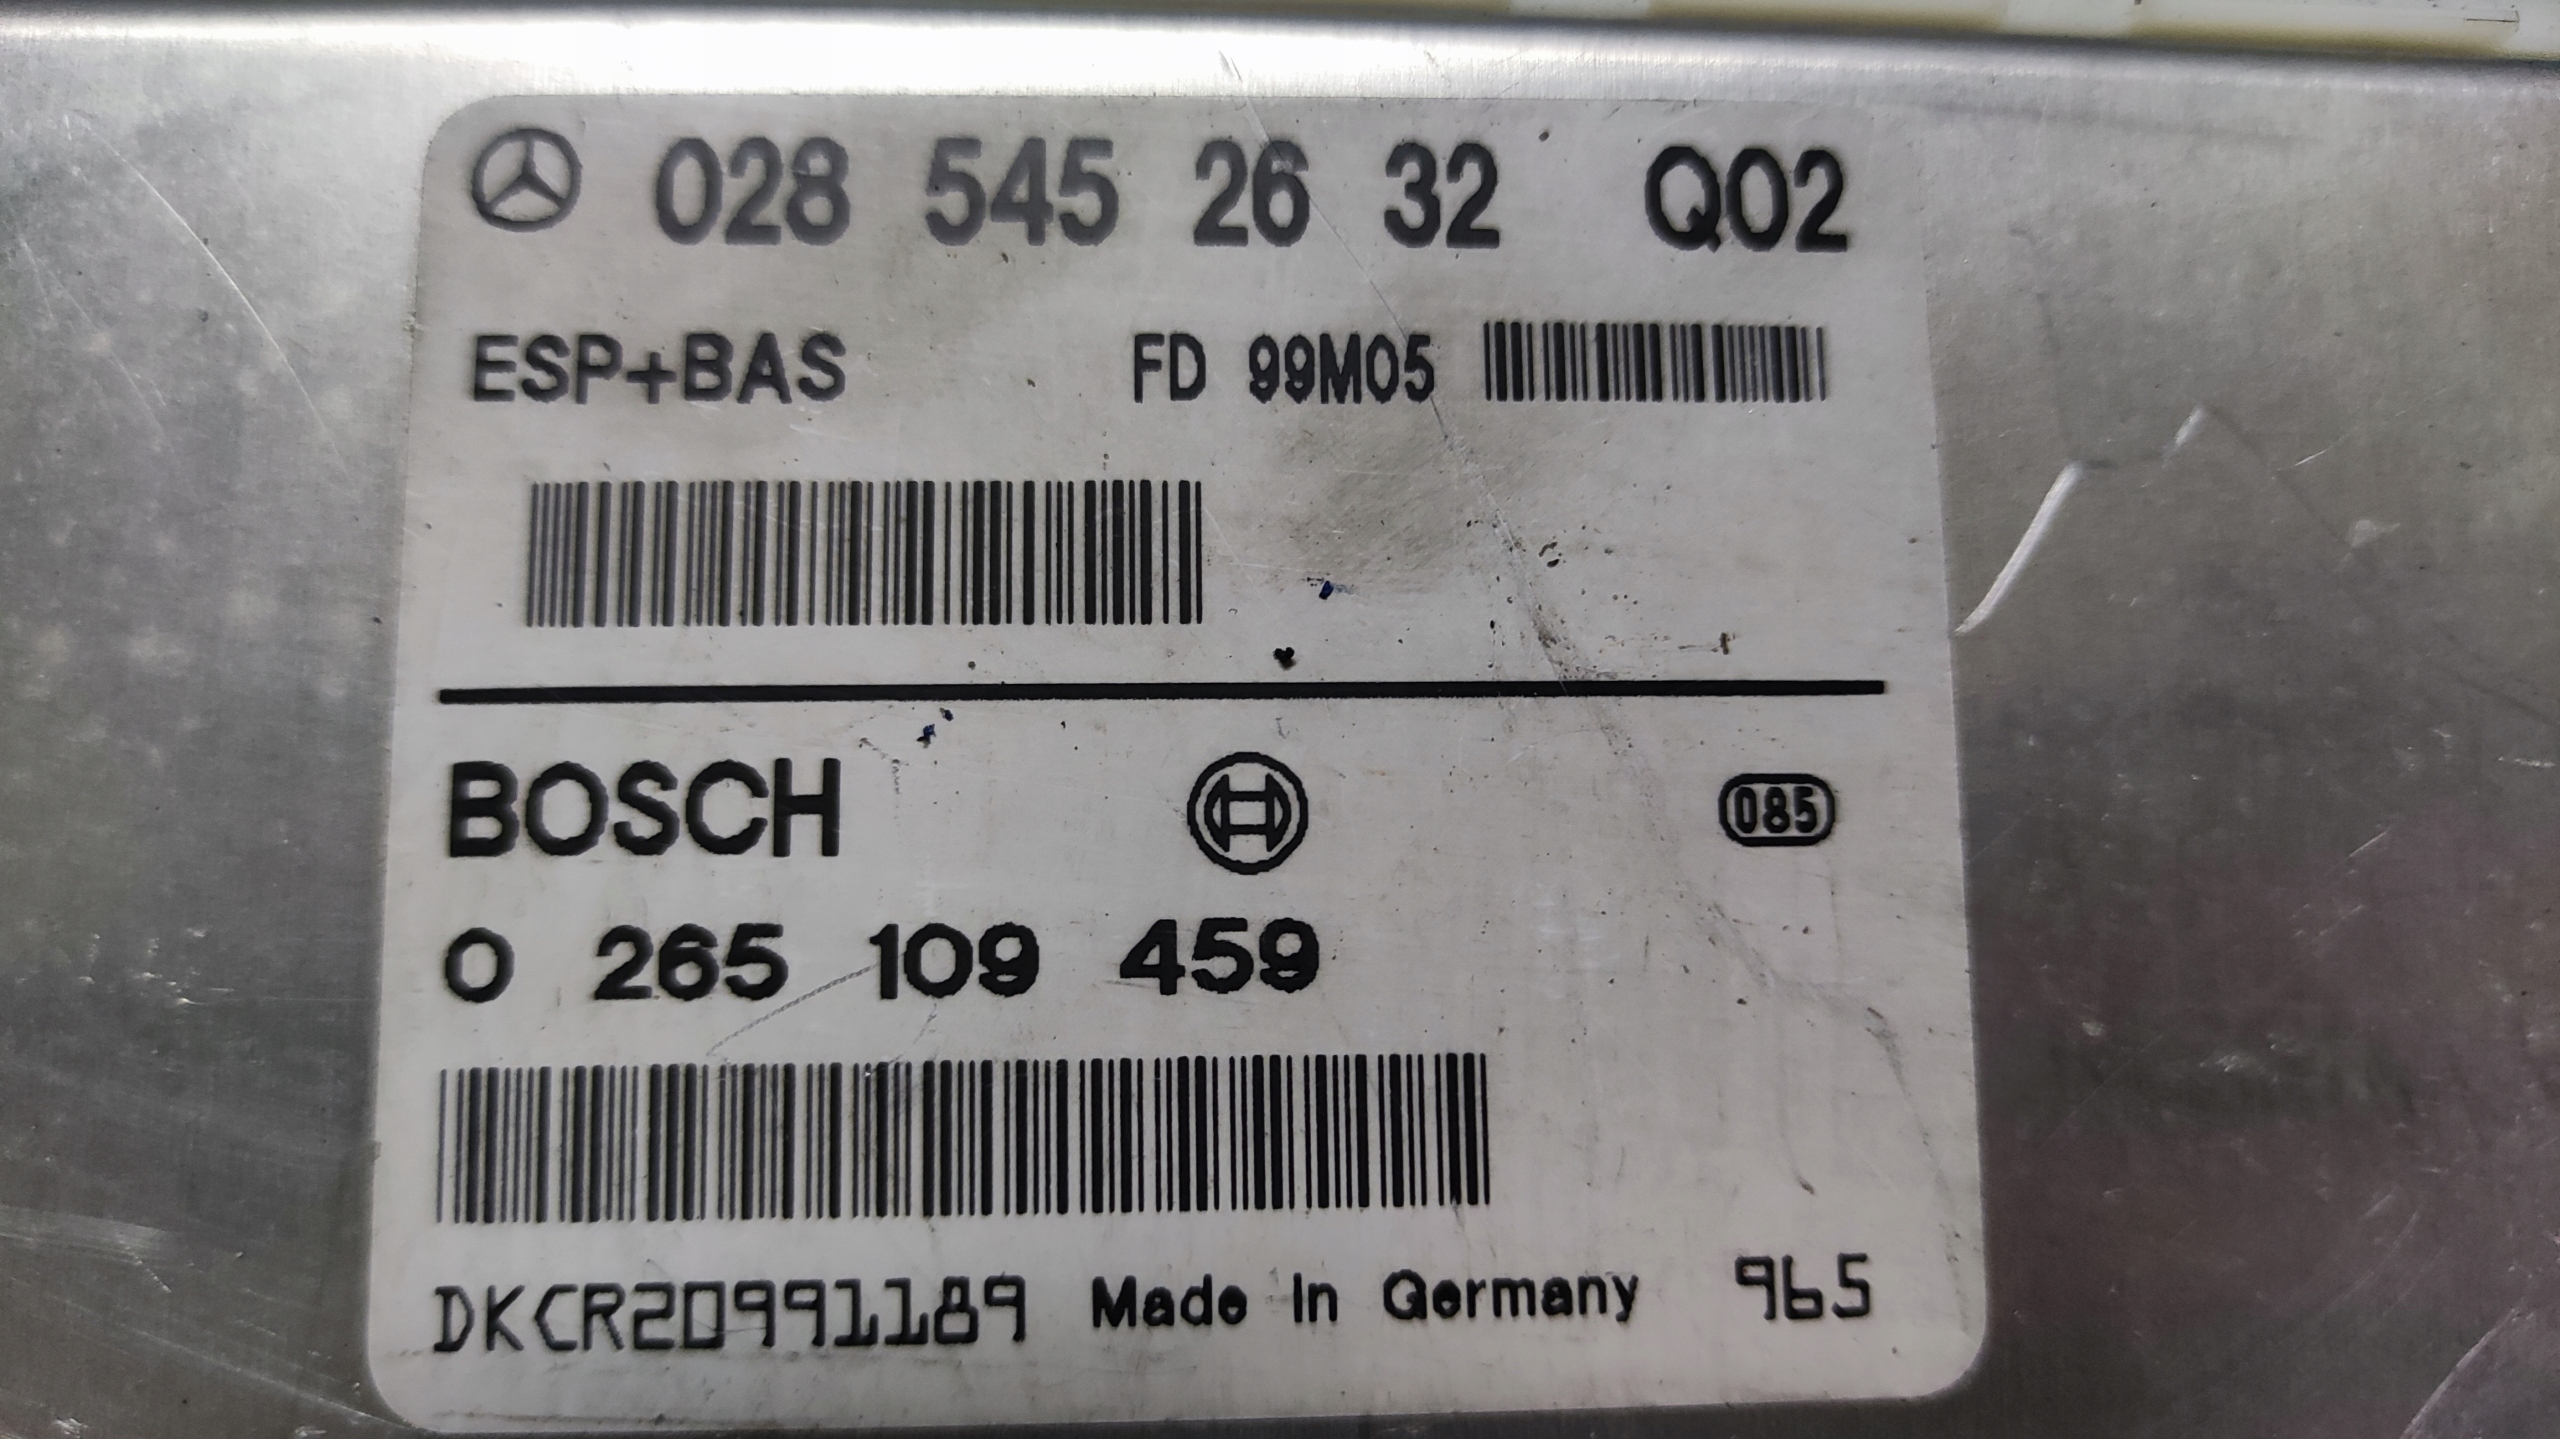 028 545 26 32 Q02
ESP+BAS FD 99M05
BOSCH 085
0 265 109 459
DKCR20991189 Made In Germany 965